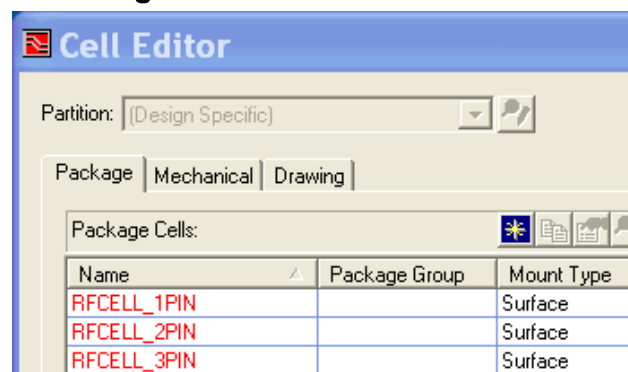 Cell Editor
Partition: (Design Specific)
Package Mechanical Drawing
Package Cells:
Name Package Group Mount Type
RFCELL_1PIN Surface
RFCELL_2PIN Surface
RFCELL_3PIN Surface